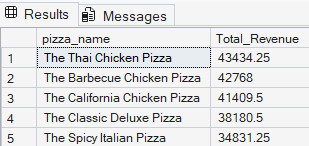 Results Messages
pizza_name Total_Revenue
1 The Thai Chicken Pizza 43434.25
2 The Barbecue Chicken Pizza 42768
3 The California Chicken Pizza 41409.5
4 The Classic Deluxe Pizza 38180.5
5 The Spicy Italian Pizza 34831.25